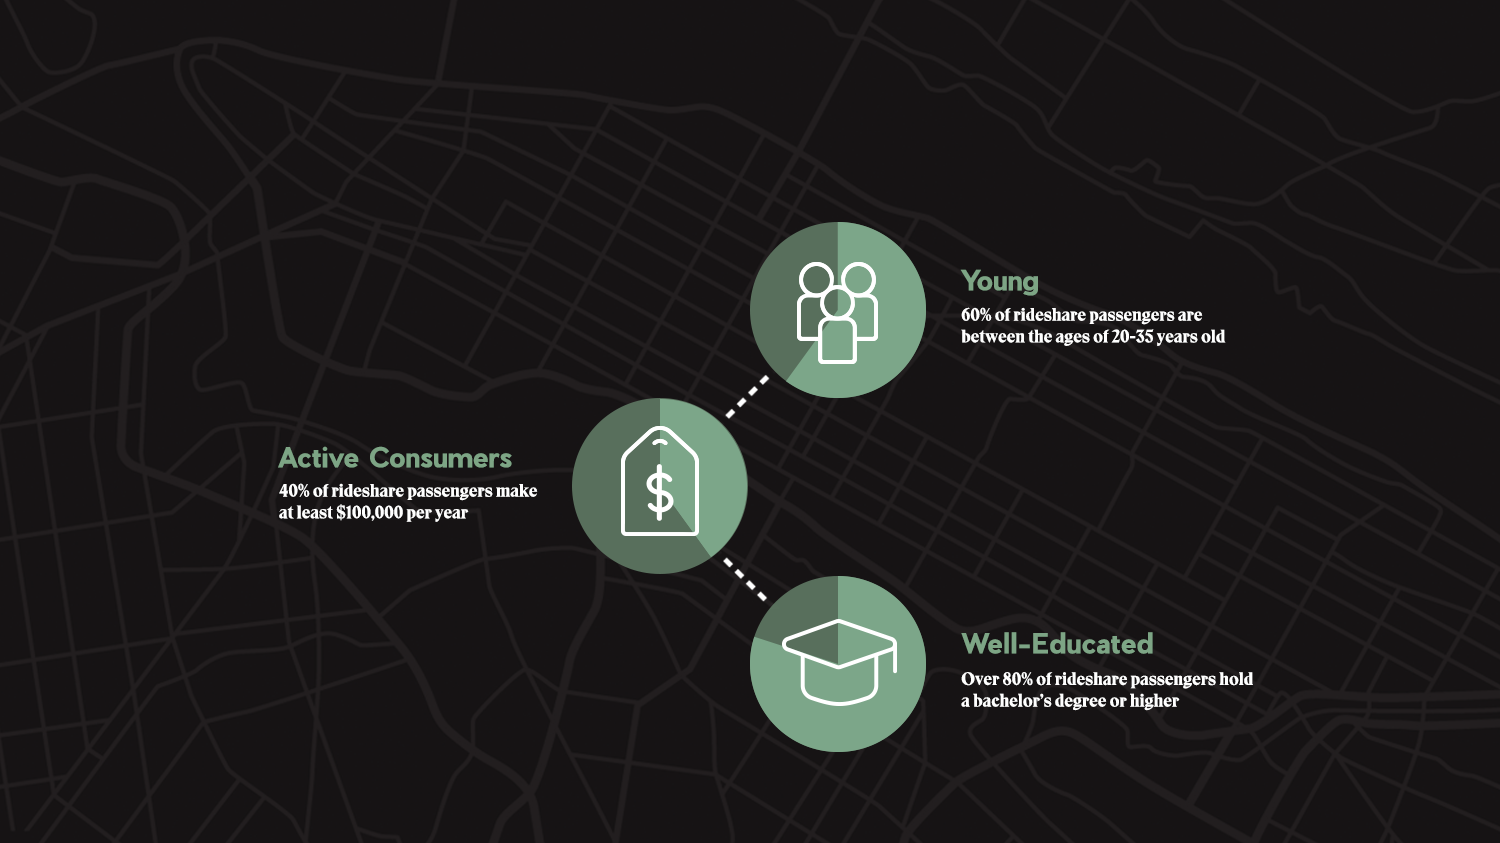 Young
60% of rideshare passengers are
between the ages of 20-35 years old
Active Consumers
40% of rideshare passengers make
at least $100,000 per year
$
Well-Educated
Over 80% of rideshare passengers hold
a bachelor’s degree or higher